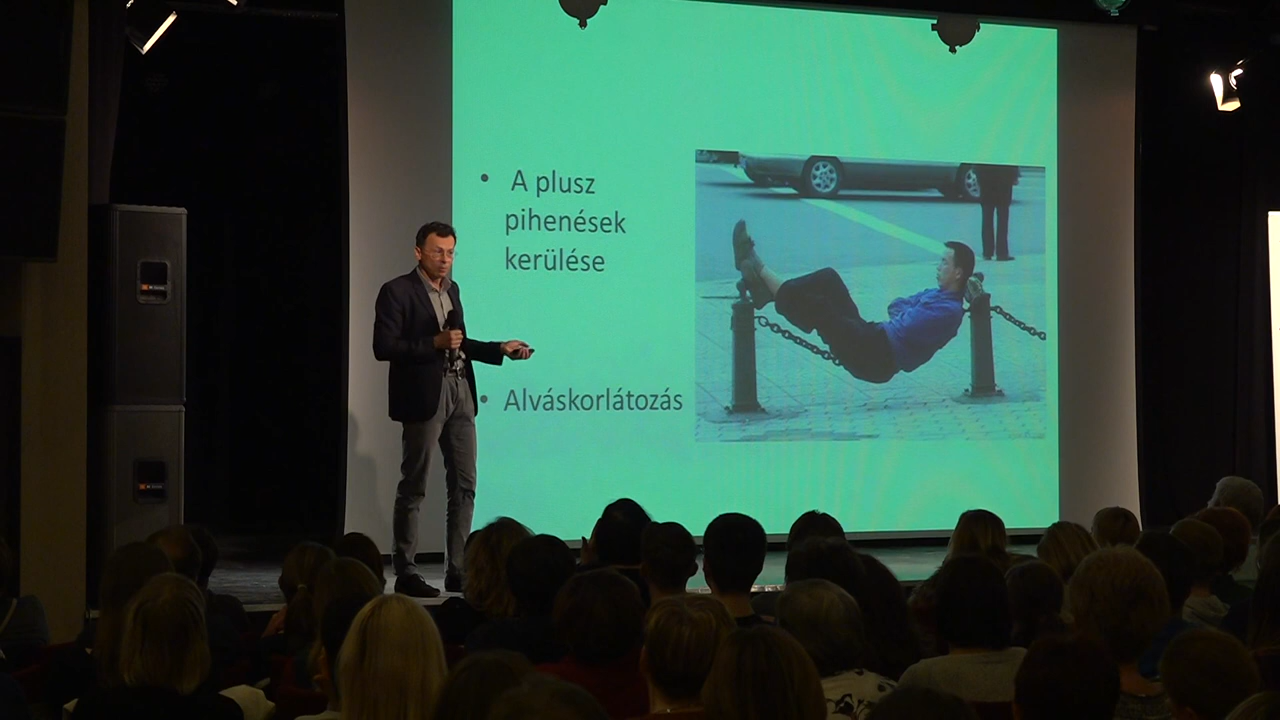 • A plusz
pihenések
kerülése
• Alváskorlátozás